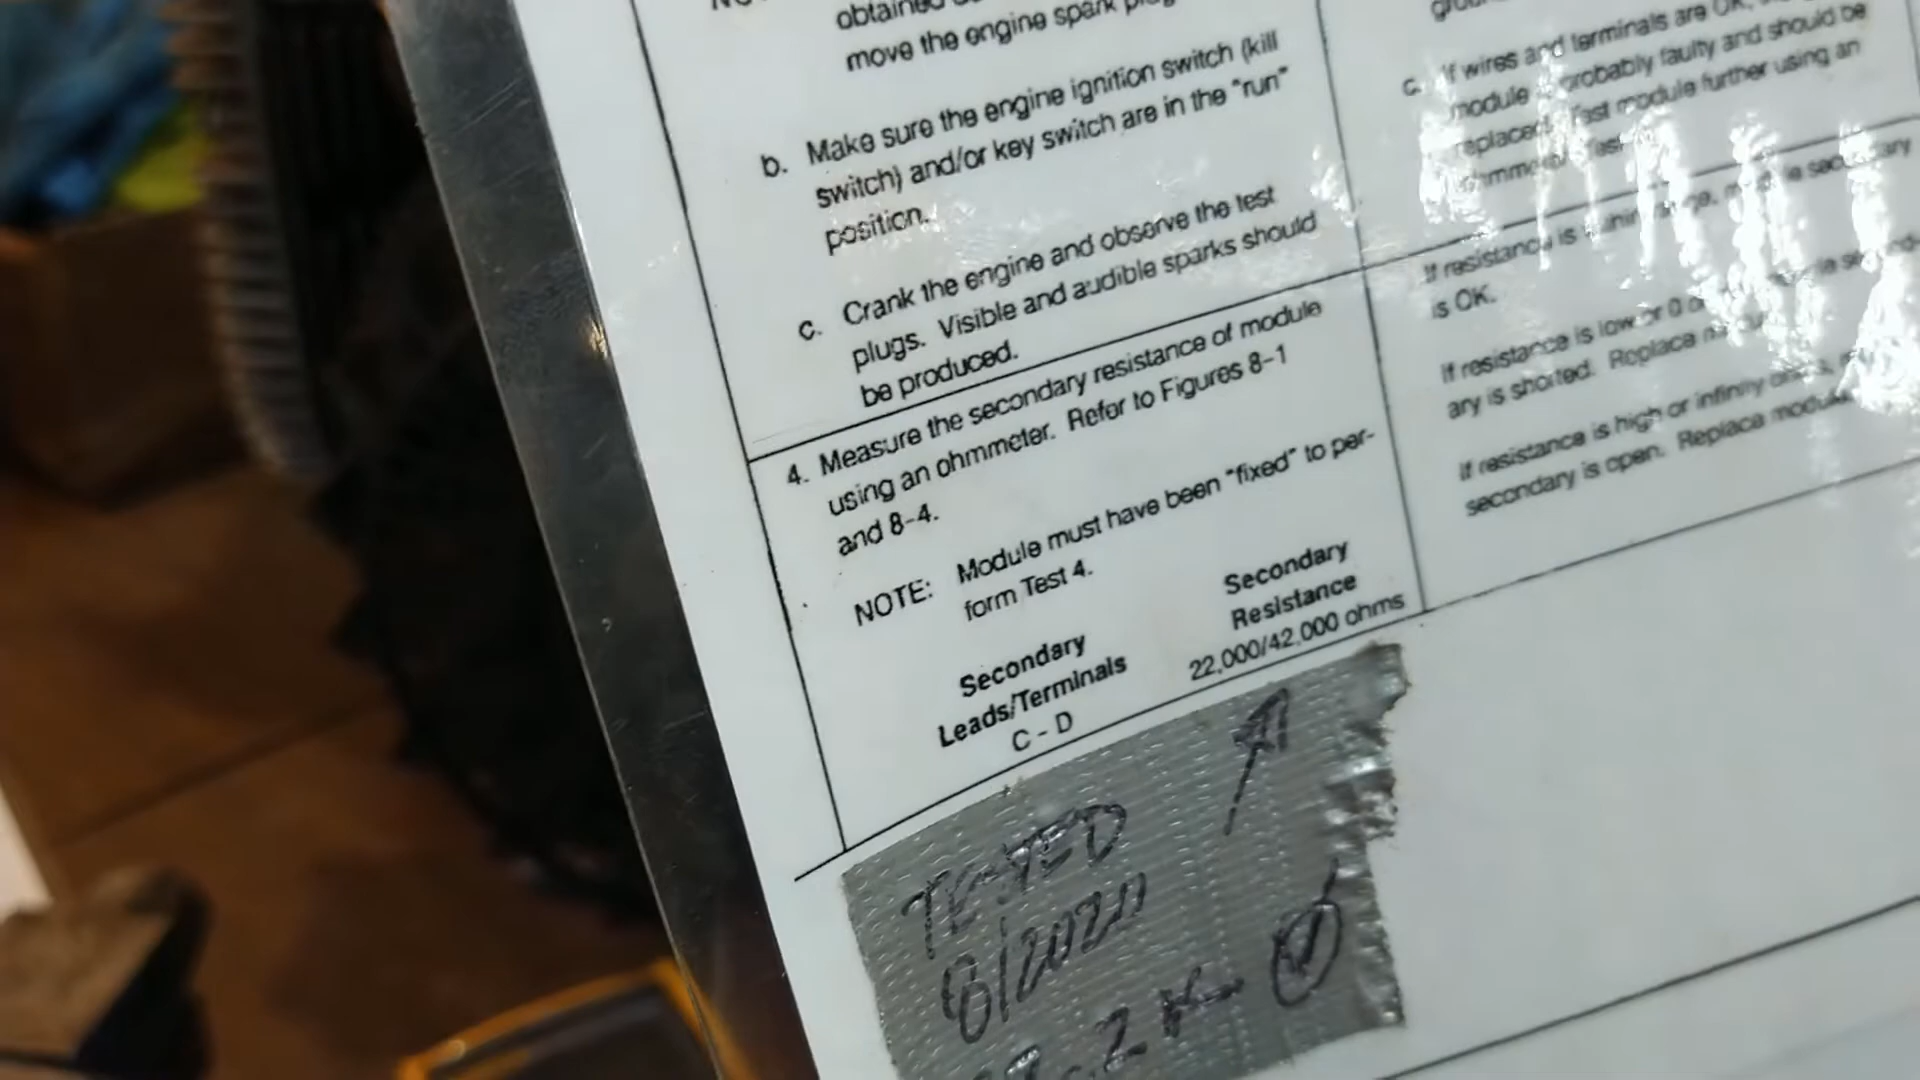 obtained
move the engine spark
b. Make sure the engine ignition switch (kill
switch) and/or key switch are in the "run"
position.
c. Crank the engine and observe the test
plugs. Visible and audible sparks should
be produced.
4. Measure the secondary resistance of module
using an ohmmeter. Refer to Figures 8-1
and 8-4.
NOTE: Module must have been "fixed" to per-
form Test 4.
Secondary
Leads/Terminals
C - D
Secondary
Resistance
22,000/42,000 ohms
c. If wires and terminals are OK,
module probably faulty and should be
replaced. Test module further using an
If resistance is
is OK.
If resistance is low or 0
ary is shorted. Replace
If resistance is high or infinity
secondary is open. Replace module
TESTED